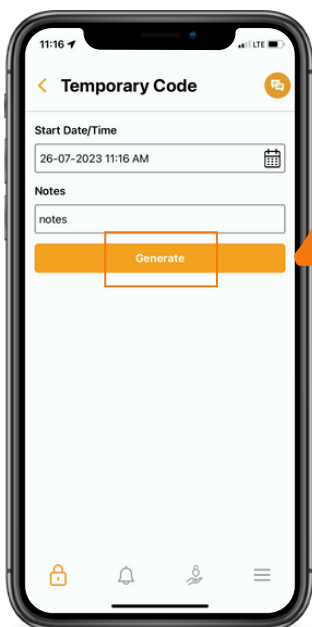 11:16
LTE
Temporary Code
Start Date/Time
26-07-2023 11:16 AM
Notes
notes
Generate